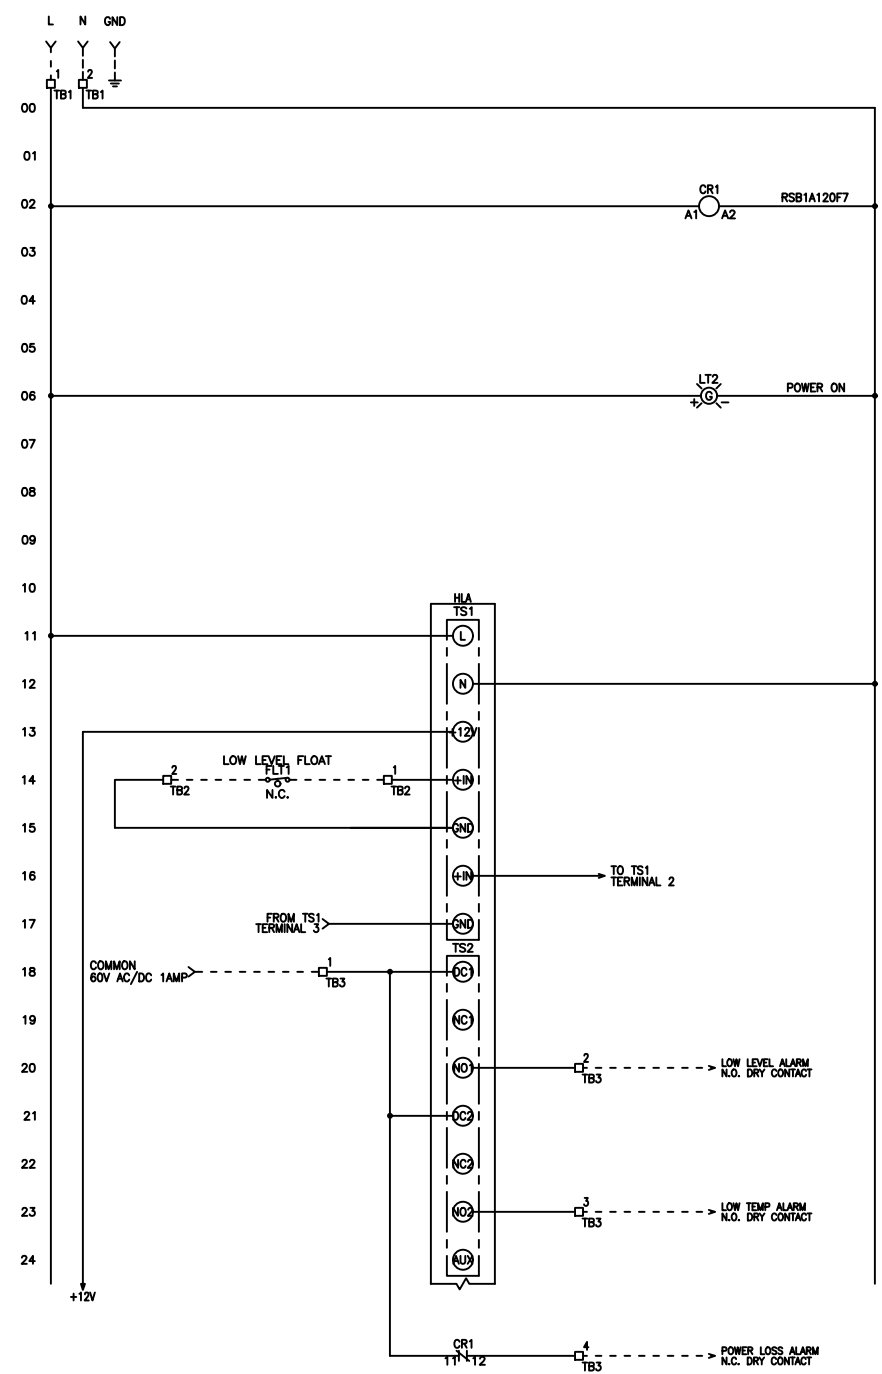 L N GND
1 2
TB1 TB1
00
01
CR1
RSB1A120F7
02
A1 A2
03
04
05
LT2
POWER ON
06
+ G -
07
08
09
10
HLA
TS1
11 L
12 N
13 +12V
LOW LEVEL FLOAT
2 FLT1 1
14 +IN
TB2 N.C. TB2
15 GND
16 +IN
TO TS1
TERMINAL 2
17 GND
FROM TS1
TERMINAL 3
TS2
COMMON
60V AC/DC 1AMP
1
18 DC1
TB3
19 NC1
20 NO1
2
TB3
LOW LEVEL ALARM
N.O. DRY CONTACT
21 DC2
22 NC2
23 NO2
3
TB3
LOW TEMP ALARM
N.O. DRY CONTACT
24 AUX
+12V
CR1
11 12
4
TB3
POWER LOSS ALARM
N.C. DRY CONTACT